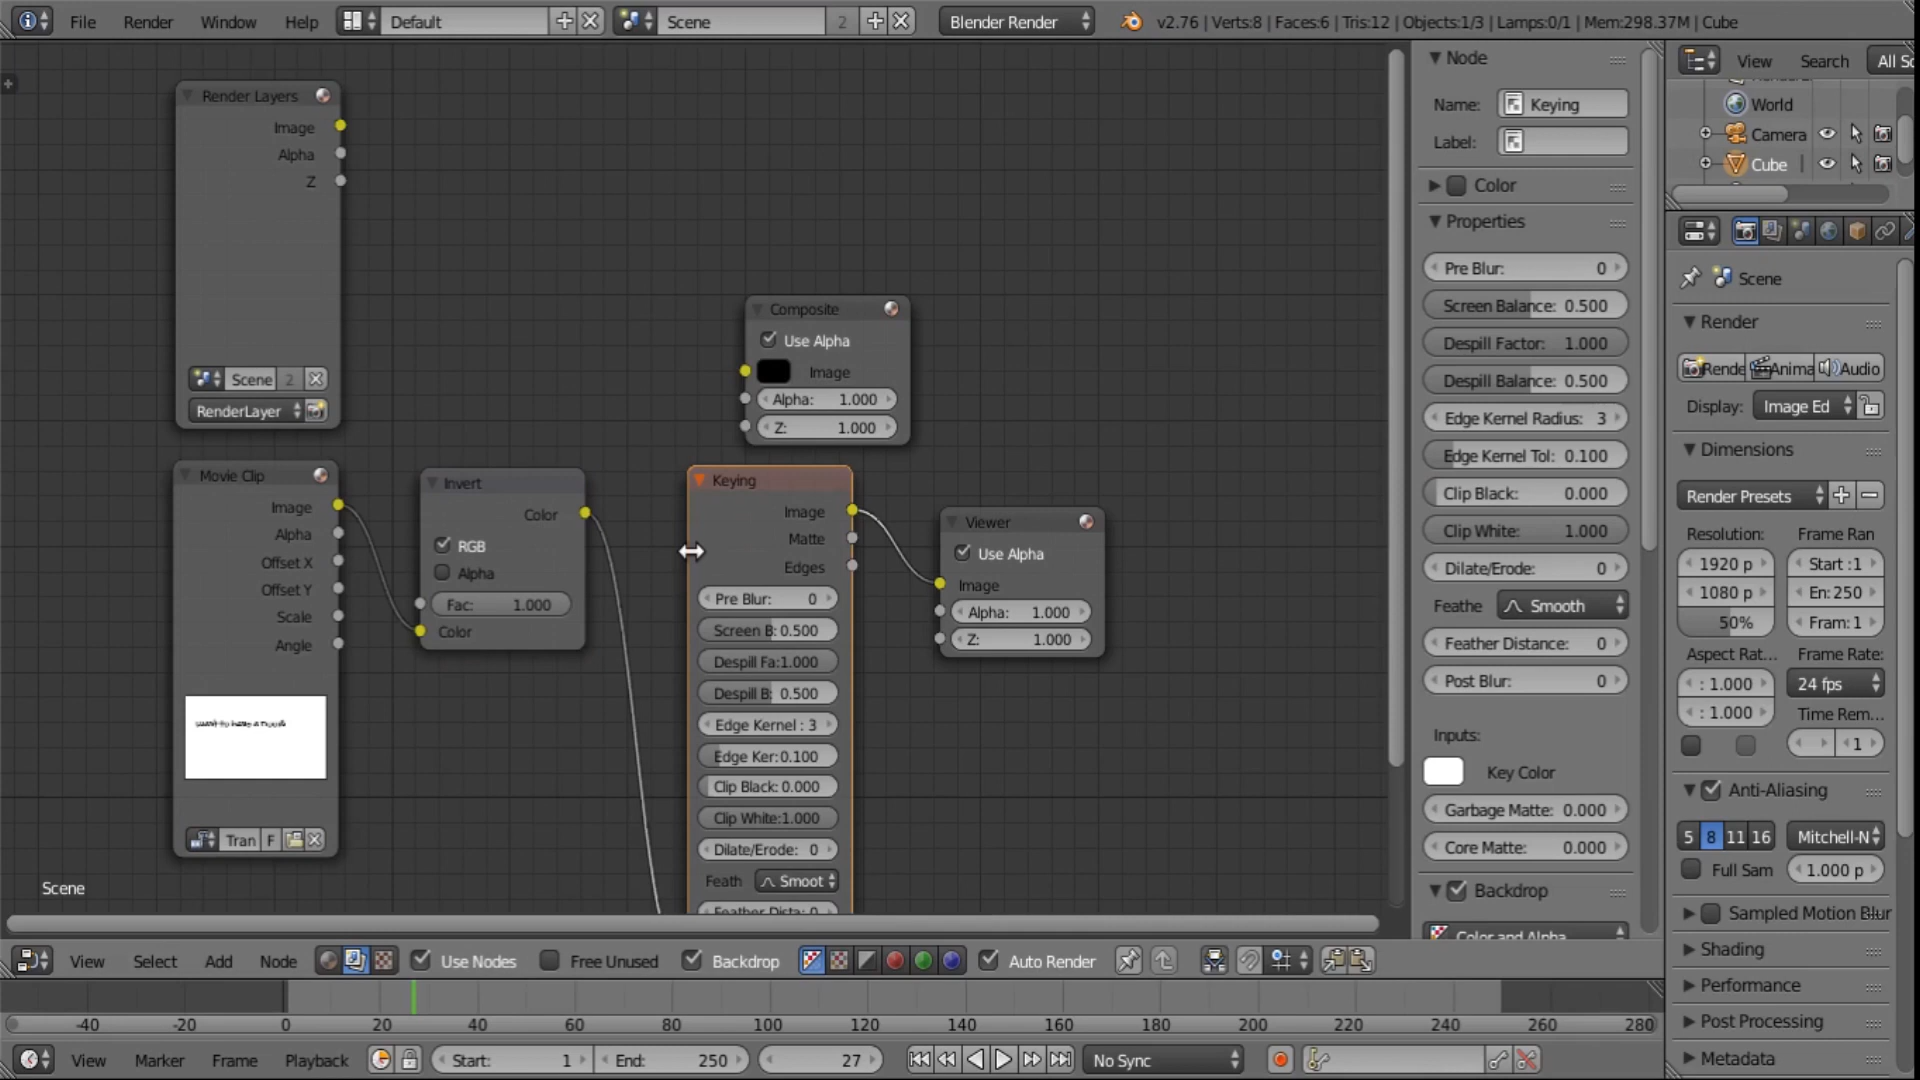 File Render Window Help Default Scene 2 Blender Render v2.76 | Verts:8 | Faces:6 | Tris:12 | Objects:1/3 | Lamps:0/1 | Mem:298.37M | Cube
Render Layers
Image
Alpha
Z
Scene 2
RenderLayer
Movie Clip
Image
Alpha
Offset X
Offset Y
Scale
Angle
Tran F
Scene
Invert
Color
RGB
Alpha
Fac: 1.000
Color
Composite
Use Alpha
Image
Alpha: 1.000
Z: 1.000
Keying
Image
Matte
Edges
Pre Blur: 0
Screen B: 0.500
Despill Fa:1.000
Despill B: 0.500
Edge Kernel : 3
Edge Ker:0.100
Clip Black: 0.000
Clip White:1.000
Dilate/Erode: 0
Feath Smoot
Feather Dista: 0
Viewer
Use Alpha
Image
Alpha: 1.000
Z: 1.000
Node
Name: Keying
Label:
Color
Properties
Pre Blur: 0
Screen Balance: 0.500
Despill Factor: 1.000
Despill Balance: 0.500
Edge Kernel Radius: 3
Edge Kernel Tol: 0.100
Clip Black: 0.000
Clip White: 1.000
Dilate/Erode: 0
Feathe Smooth
Feather Distance: 0
Post Blur: 0
Inputs:
Key Color
Garbage Matte: 0.000
Core Matte: 0.000
Backdrop
Color and Alpha
View Search All Sc
World
Camera
Cube
Scene
Render
Rende Anima Audio
Display: Image Ed
Dimensions
Render Presets
Resolution: Frame Ran
1920 p Start :1
1080 p En: 250
50% Fram: 1
Aspect Rat... Frame Rate:
: 1.000 24 fps
: 1.000 Time Rem...
1
Anti-Aliasing
5 8 11 16 Mitchell-N
Full Sam 1.000 p
Sampled Motion Blur
Shading
Performance
Post Processing
Metadata
View Select Add Node Use Nodes Free Unused Backdrop Auto Render
-40 -20 0 20 40 60 80 100 120 140 160 180 200 220 240 260 280
View Marker Frame Playback Start: 1 End: 250 27 No Sync